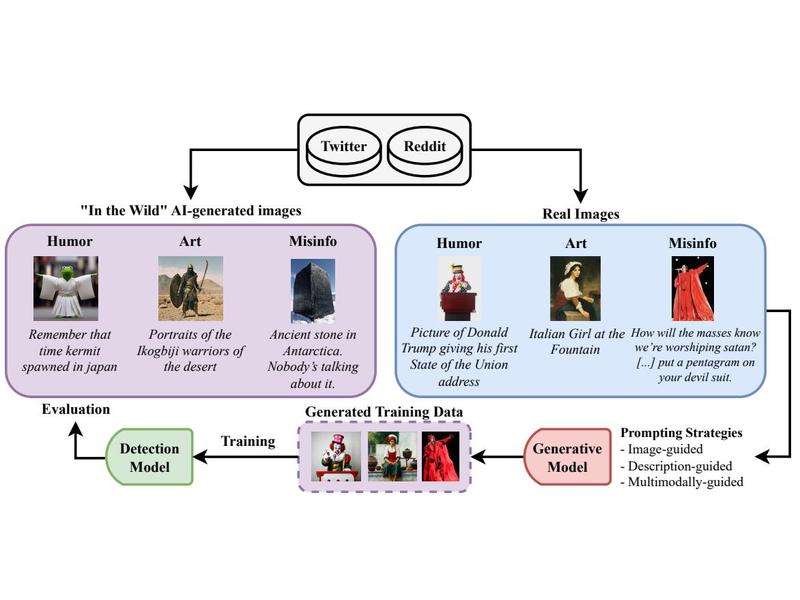 Twitter
Reddit
"In the Wild" AI-generated images
Humor
Art
Misinfo
Remember that
time kermit
spawned in japan
Portraits of the
Ikogbiji warriors of
the desert
Ancient stone in
Antarctica.
Nobody's talking
about it.
Real Images
Humor
Art
Misinfo
Picture of Donald
Trump giving his first
State of the Union
address
Italian Girl at the
Fountain
How will the masses know
we're worshiping satan?
[...] put a pentagram on
your devil suit.
Evaluation
Detection
Model
Training
Generated Training Data
Generative
Model
Prompting Strategies
- Image-guided
- Description-guided
- Multimodally-guided